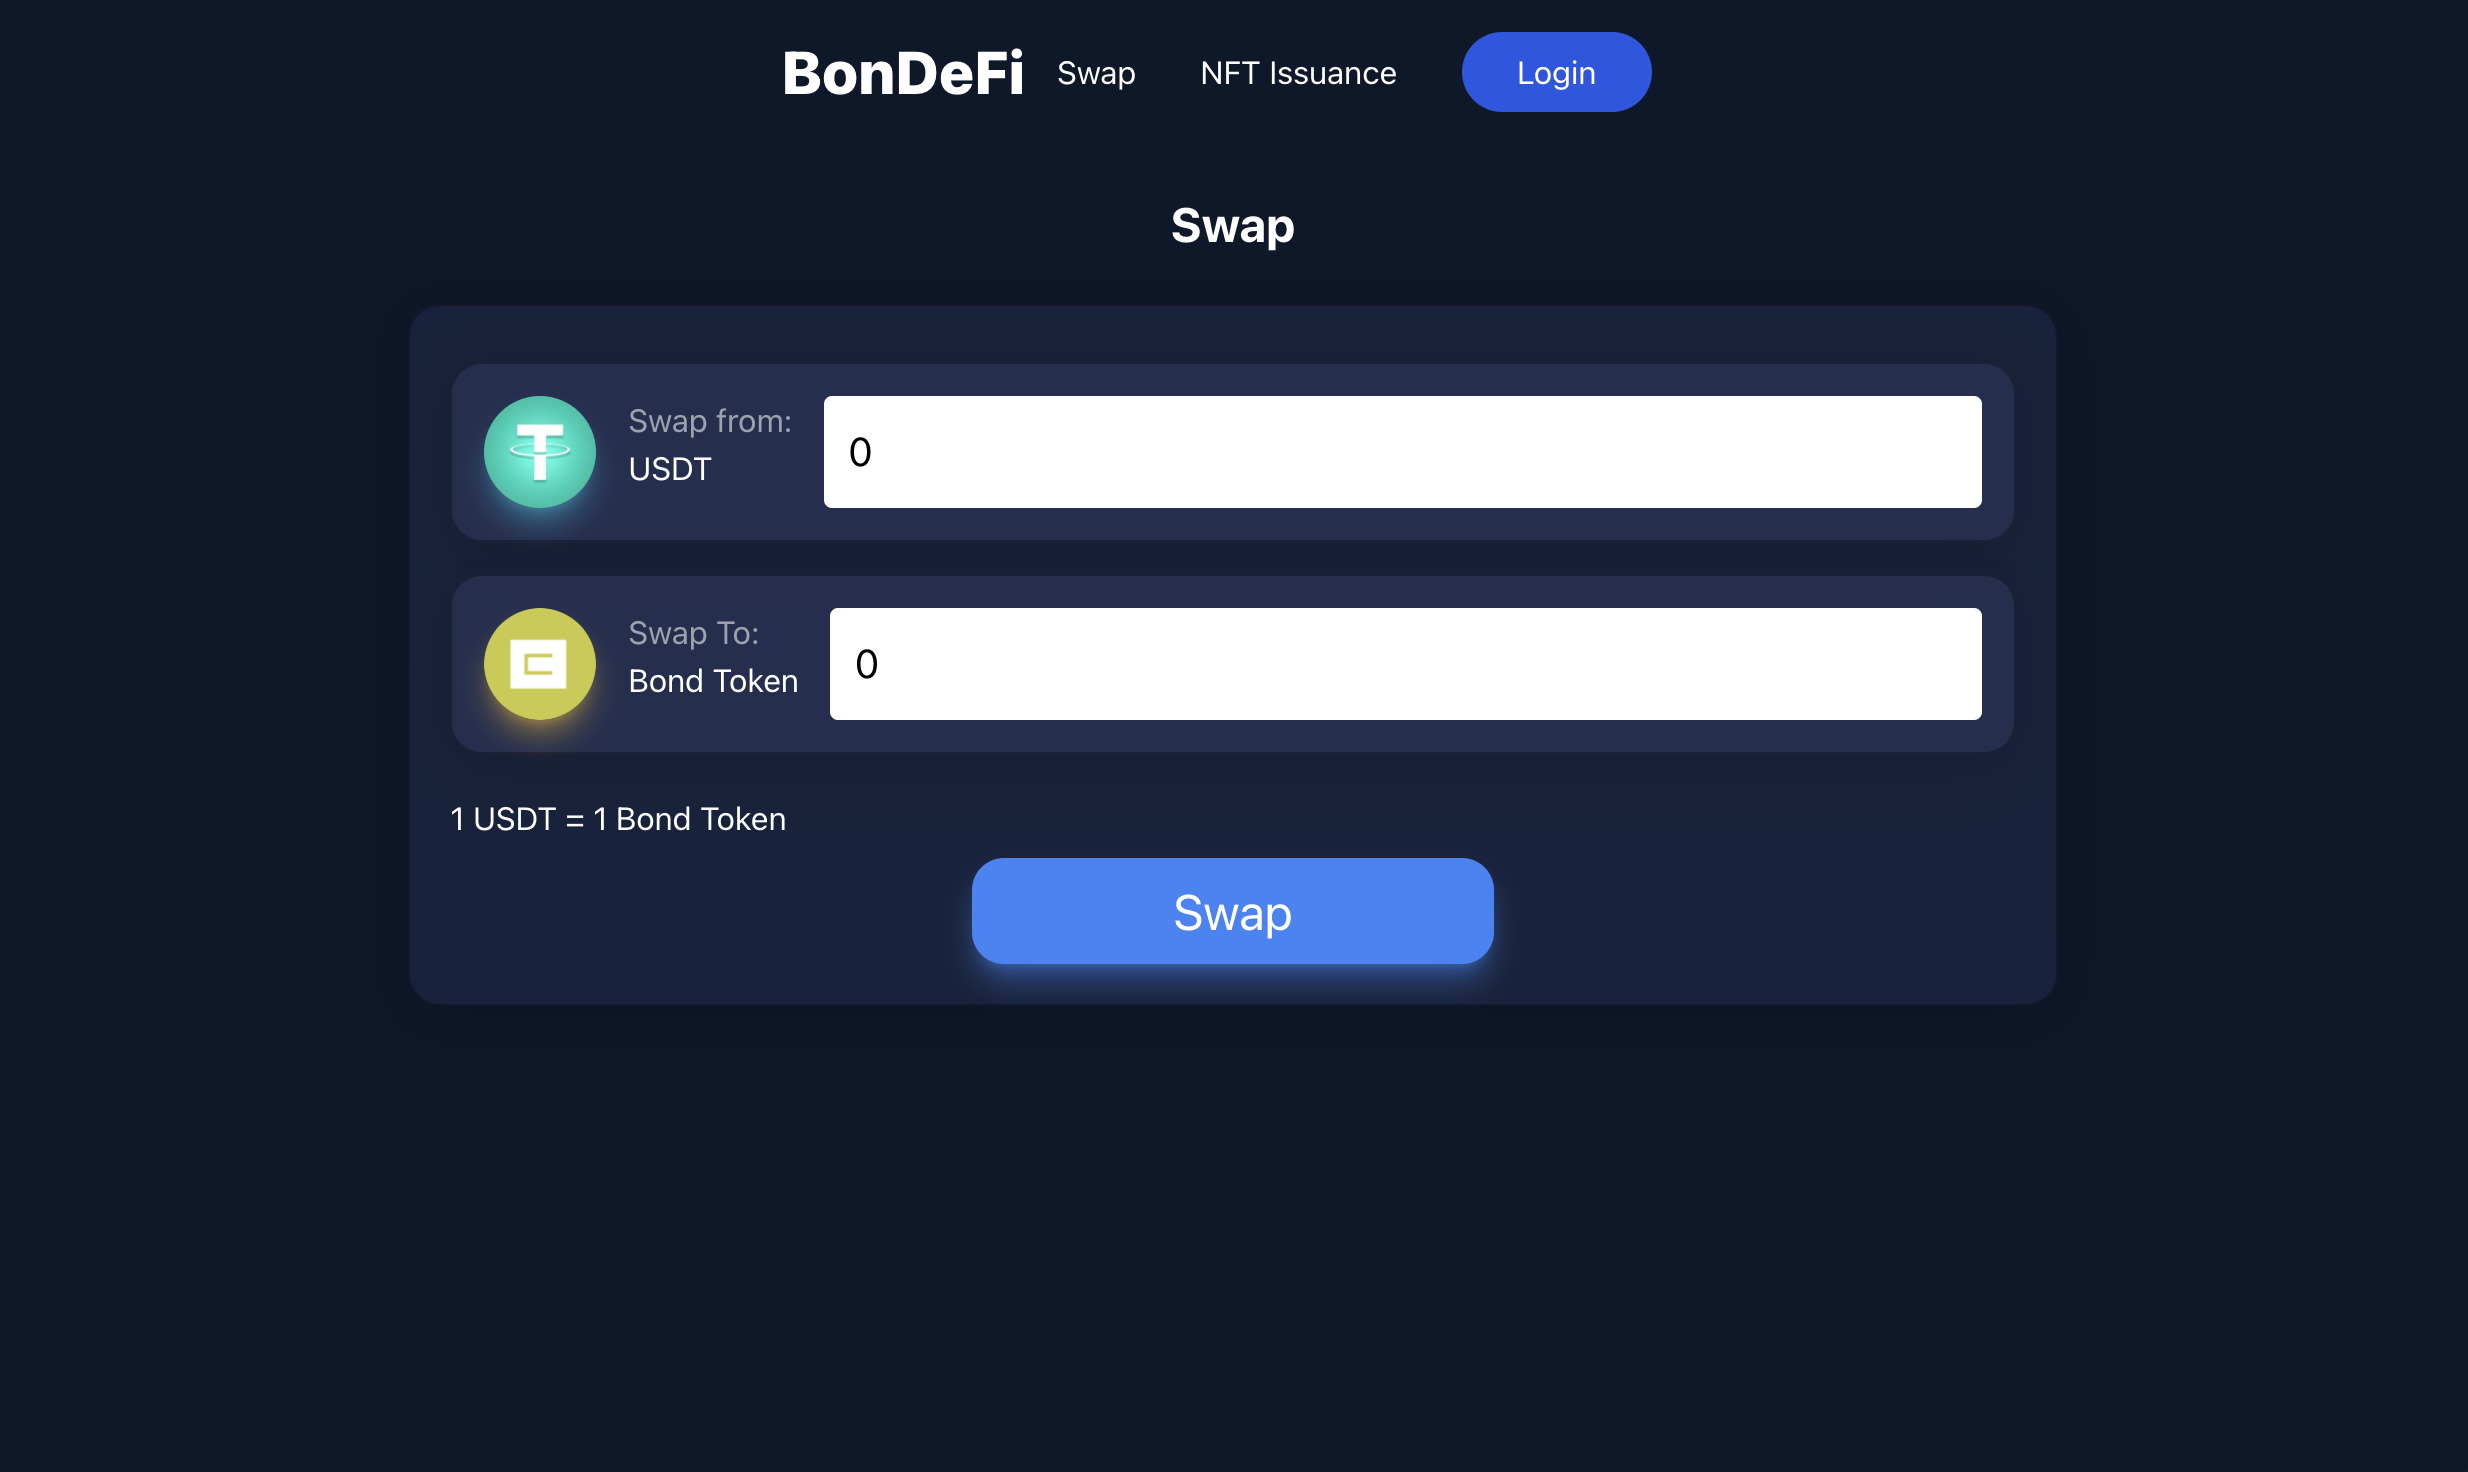 BonDeFi Swap NFT Issuance Login
Swap
Swap from:
USDT
0
Swap To:
Bond Token
0
1 USDT = 1 Bond Token
Swap